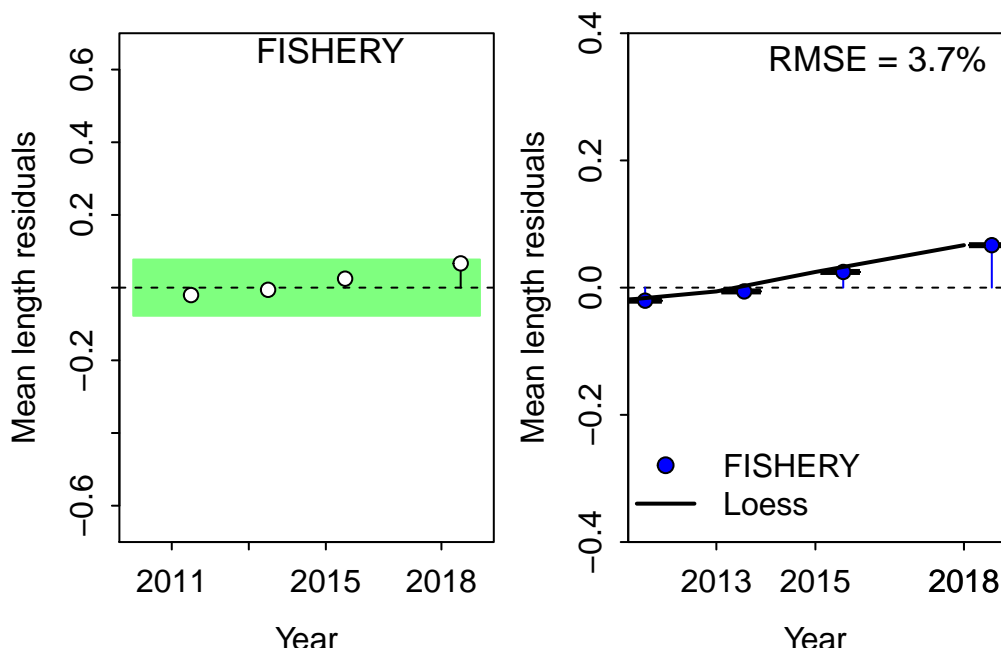 FISHERY
Mean length residuals
0.6
0.4
0.2
−0.2
−0.6
2011
2015
2018
Year
RMSE = 3.7%
Mean length residuals
0.4
0.2
0.0
−0.2
−0.4
FISHERY
Loess
2013
2015
2018
Year